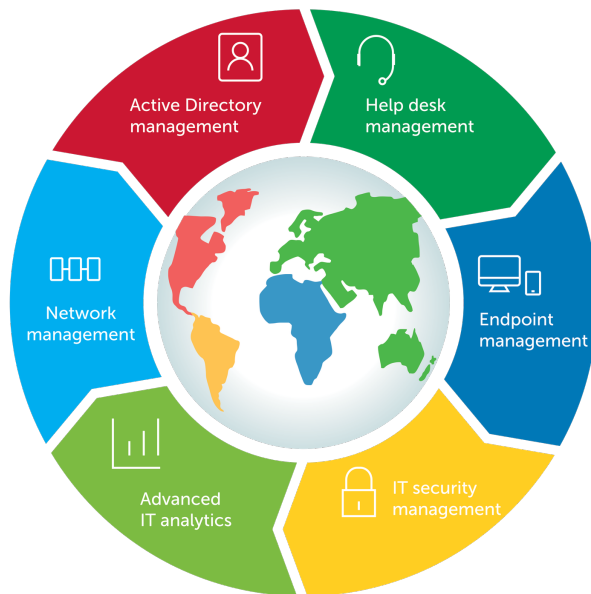 Active Directory
management
Help desk
management
Endpoint
management
IT security
management
Advanced
IT analytics
Network
management